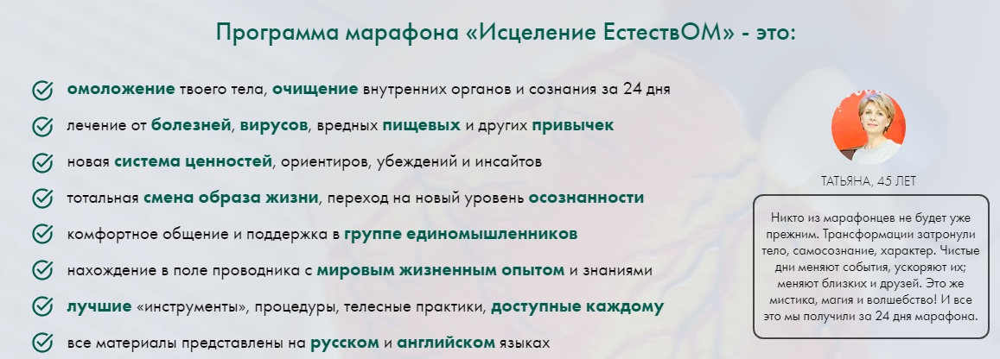 Программа марафона «Исцеление ЕстествОМ» - это:
омоложение твоего тела, очищение внутренних органов и сознания за 24 дня
лечение от болезней, вирусов, вредных пищевых и других привычек
новая система ценностей, ориентиров, убеждений и инсайтов
тотальная смена образа жизни, переход на новый уровень осознанности
комфортное общение и поддержка в группе единомышленников
нахождение в поле проводника с мировым жизненным опытом и знаниями
лучшие «инструменты», процедуры, телесные практики, доступные каждому
все материалы представлены на русском и английском языках
ТАТЬЯНА, 45 ЛЕТ
Никто из марафонцев не будет уже
прежним. Трансформации затронули
тело, самосознание, характер. Чистые
дни меняют события, ускоряют их;
меняют близких и друзей. Это же
мистика, магия и волшебство! И все
это мы получили за 24 дня марафона.